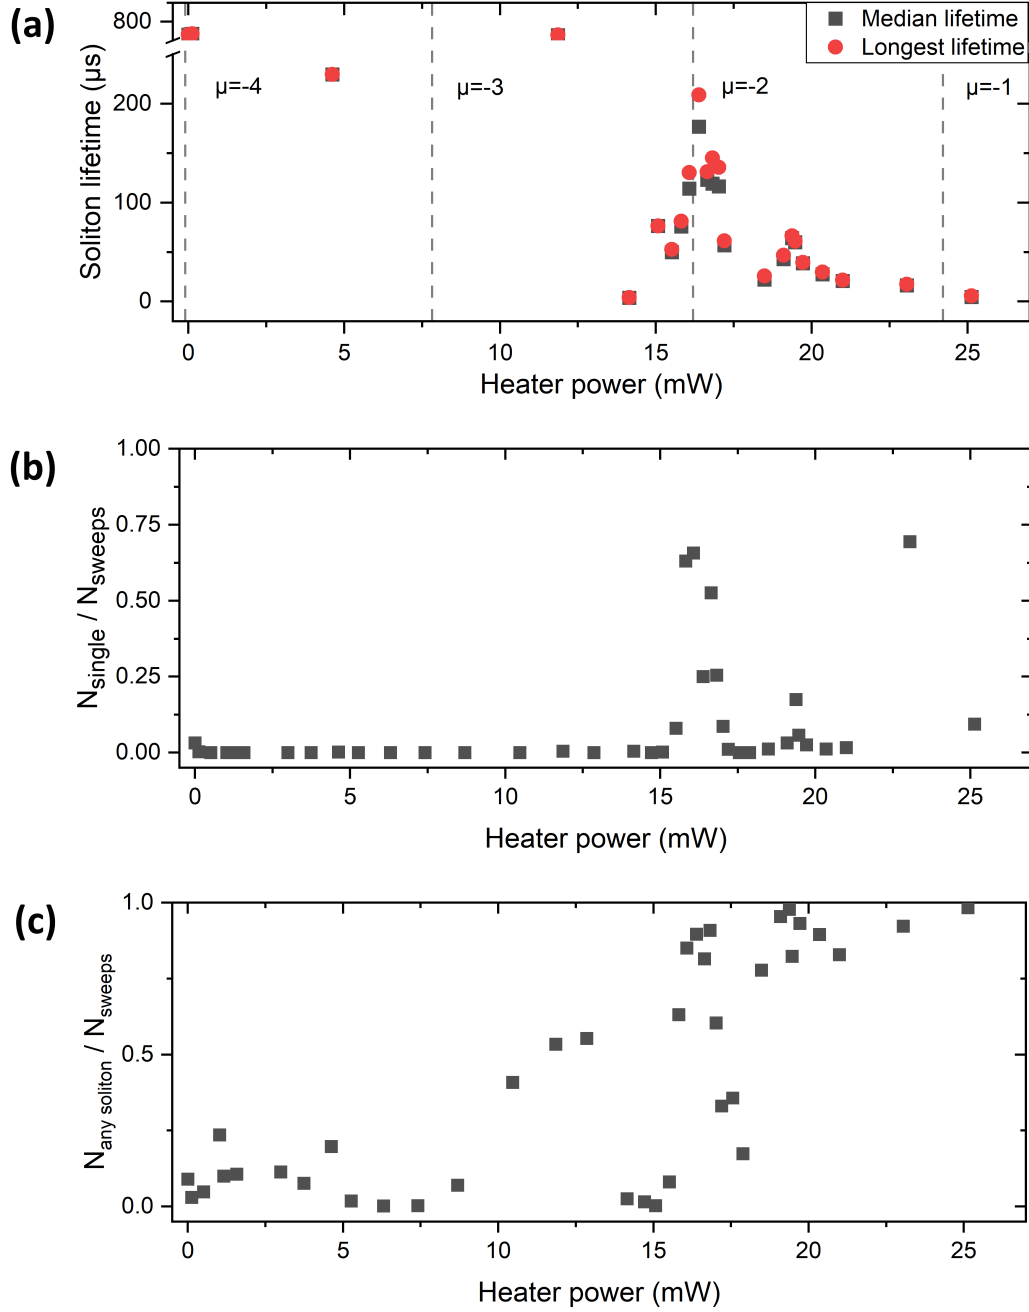 (a)
800
200
100
0
Soliton lifetime (µs)
Median lifetime
Longest lifetime
µ=-4
µ=-3
µ=-2
µ=-1
0 5 10 15 20 25
Heater power (mW)
(b)
1.00
0.75
0.50
0.25
0.00
Nsingle / Nsweeps
0 5 10 15 20 25
Heater power (mW)
(c)
1.0
0.5
0.0
Nany soliton / Nsweeps
0 5 10 15 20 25
Heater power (mW)